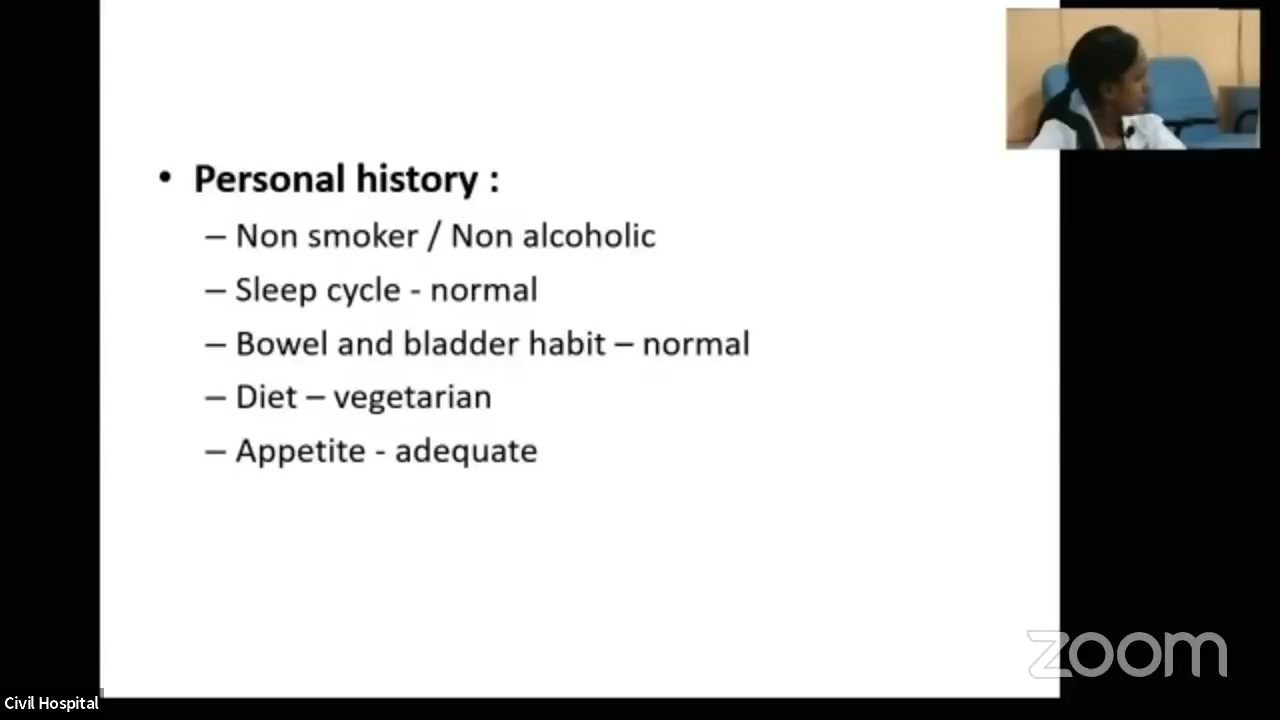 • Personal history :
– Non smoker / Non alcoholic
– Sleep cycle - normal
– Bowel and bladder habit – normal
– Diet – vegetarian
– Appetite - adequate
zoom
Civil Hospital